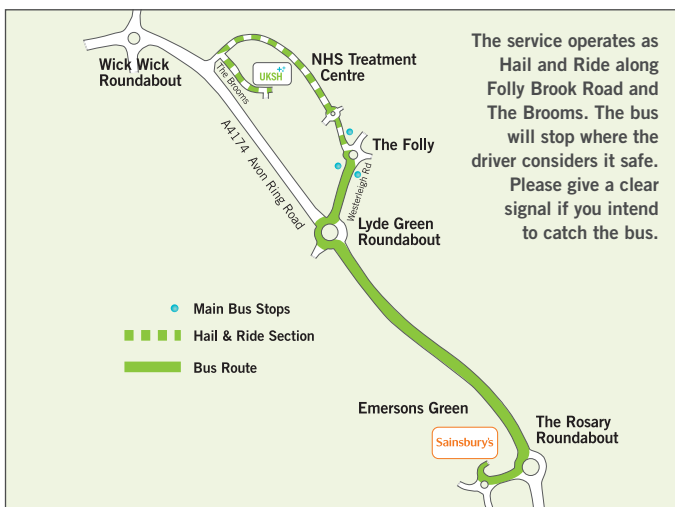 The service operates as
Hail and Ride along
Folly Brook Road and
The Brooms. The bus
will stop where the
driver considers it safe.
Please give a clear
signal if you intend
to catch the bus.
Wick Wick
Roundabout
The Brooms
UKSH
NHS Treatment
Centre
The Folly
Westerleigh Rd
A4174 Avon Ring Road
Lyde Green
Roundabout
Main Bus Stops
Hail & Ride Section
Bus Route
Emersons Green
Sainsbury's
The Rosary
Roundabout